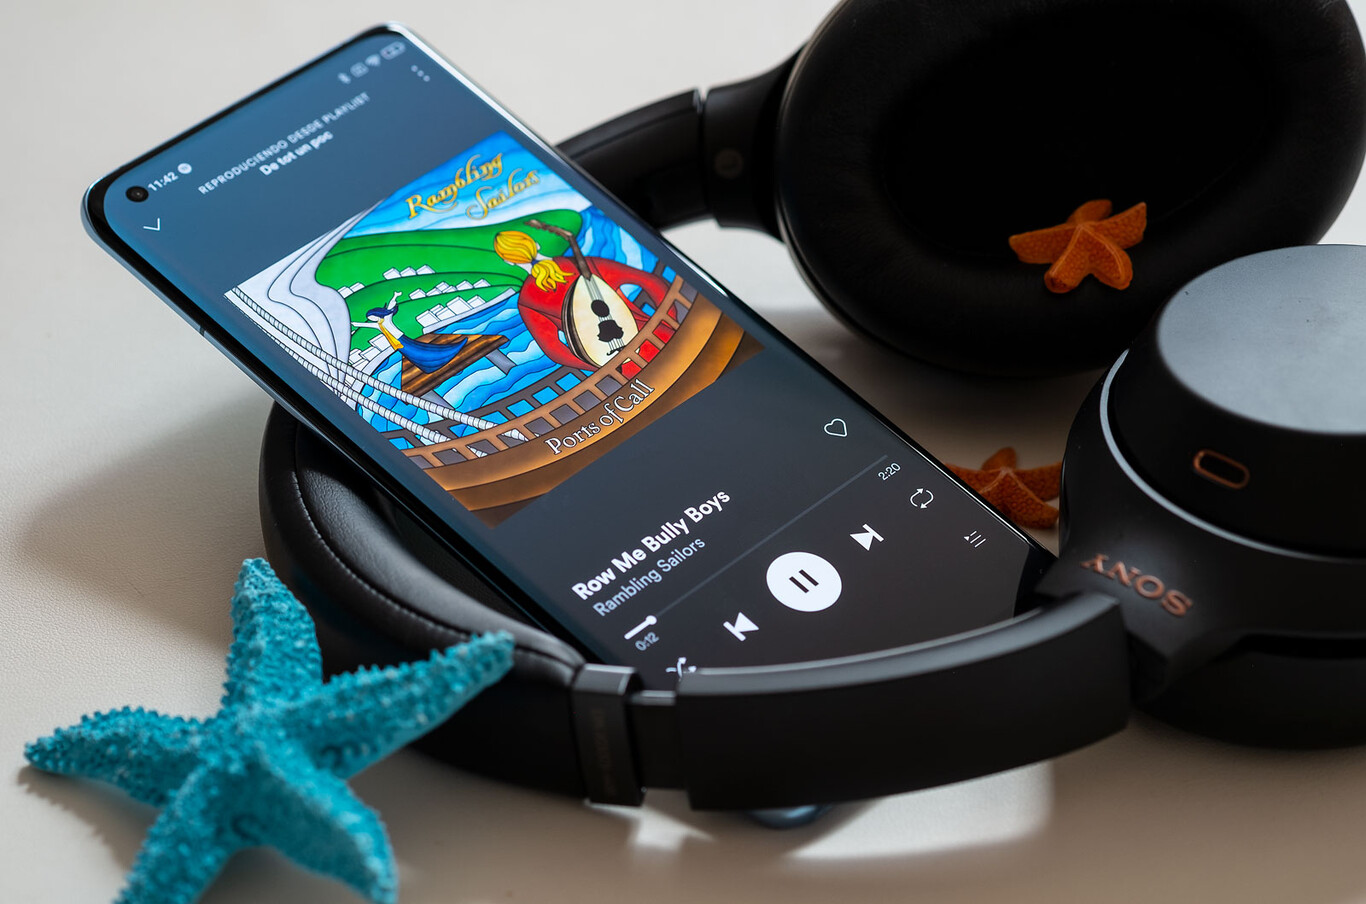 11:42
REPRODUCIENDO DESDE PLAYLIST
De tot un poc
Rambling
Sailors
Ports of Call
Row Me Bully Boys
Rambling Sailors
0:12
2:20
SONY